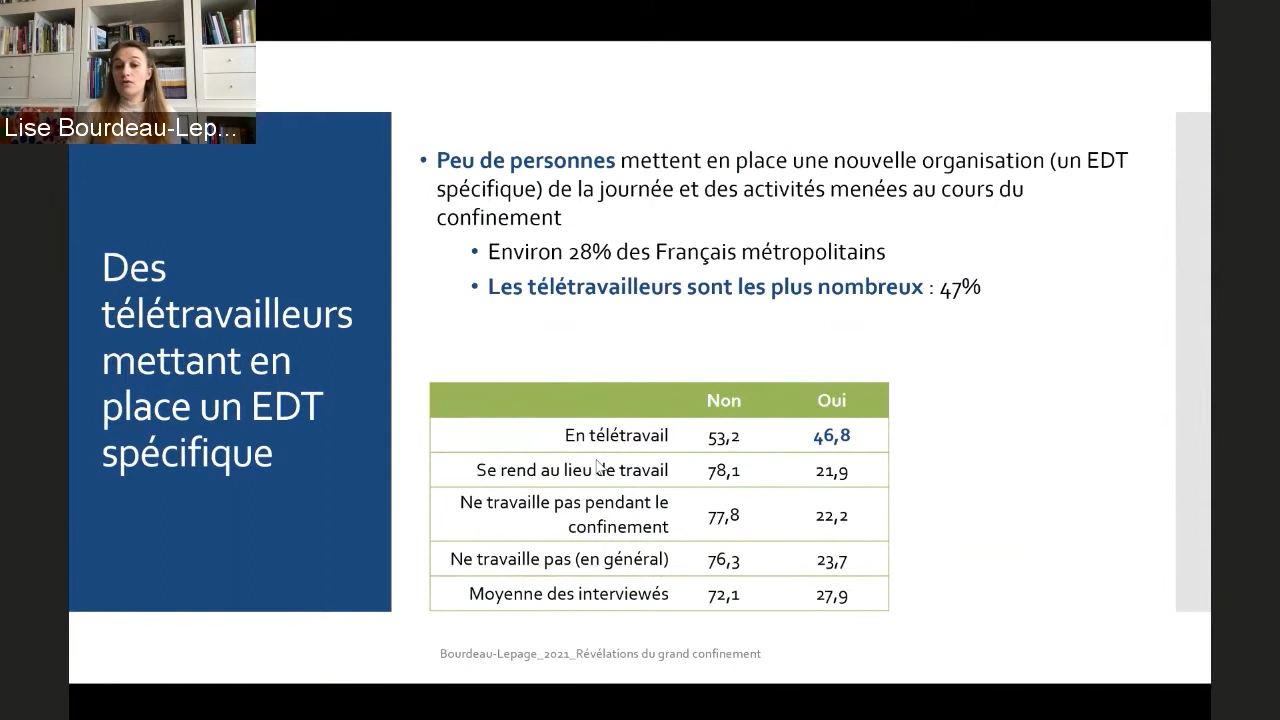 Lise Bourdeau-Lep...
Des
télétravailleurs
mettant en
place un EDT
spécifique
• Peu de personnes mettent en place une nouvelle organisation (un EDT
spécifique) de la journée et des activités menées au cours du
confinement
• Environ 28% des Français métropolitains
• Les télétravailleurs sont les plus nombreux : 47%
Non Oui
En télétravail 53,2 46,8
Se rend au lieu de travail 78,1 21,9
Ne travaille pas pendant le
confinement 77,8 22,2
Ne travaille pas (en général) 76,3 23,7
Moyenne des interviewés 72,1 27,9
Bourdeau-Lepage_2021_Révélations du grand confinement